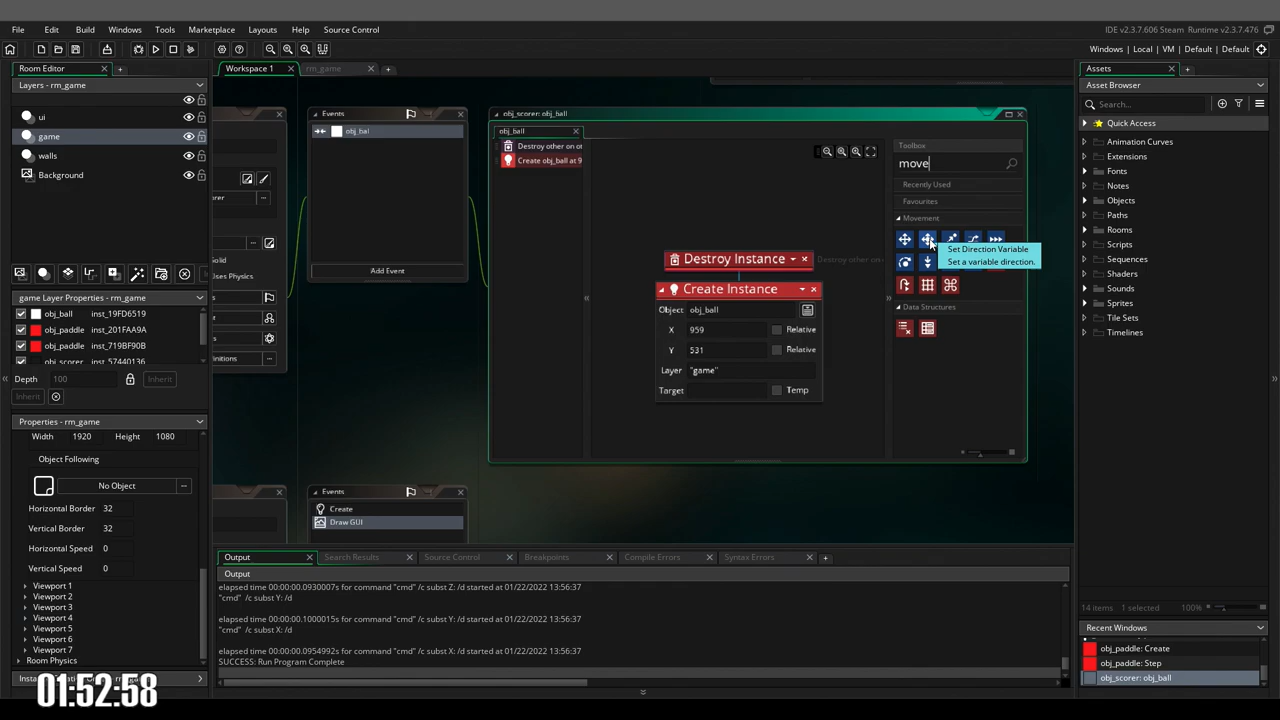 File Edit Build Windows Tools Marketplace Layouts Source Control IDE v2.3.7.606 Steam Runtime v2.3.7.476
Windows | Local | VM | Default | Default
Room Editor
Layers - rm_game
ui
game
walls
Background
game Layer Properties - rm_game
obj_ball inst_19FD6519
obj_paddle inst_201FAA9A
obj_paddle inst_719BF90D
obj_scorer inst_57440136
Depth 100 Inherit
Inherit
Properties - rm_game
Width 1920 Height 1080
Object Following
No Object
Horizontal Border 32
Vertical Border 32
Horizontal Speed 0
Vertical Speed 0
Viewport 1
Viewport 2
Viewport 3
Viewport 4
Viewport 5
Viewport 6
Viewport 7
Room Physics
01:52:58
Workspace 1 rm_game
Events
obj_bal
Add Event
Events
Create
Draw GUI
obj_scorer: obj_ball
obj_ball
Destroy other on ot
Create obj_ball at 9
Destroy Instance
Destroy other on
Create Instance
Object obj_ball
X 959 Relative
Y 531 Relative
Layer "game"
Target Temp
Toolbox
move
Recently Used
Favourites
Movement
Set Direction Variable
Set a variable direction.
Data Structures
Output Search Results Source Control Breakpoints Compile Errors Syntax Errors
Output
elapsed time 00:00:00.0930007s for command "cmd" /c subst Z: /d started at 01/22/2022 13:56:37
"cmd" /c subst Y: /d
elapsed time 00:00:00.1000015s for command "cmd" /c subst Y: /d started at 01/22/2022 13:56:37
"cmd" /c subst X: /d
elapsed time 00:00:00.0954992s for command "cmd" /c subst X: /d started at 01/22/2022 13:56:37
SUCCESS: Run Program Complete
Assets
Asset Browser
Search...
Quick Access
Animation Curves
Extensions
Fonts
Notes
Objects
Paths
Rooms
Scripts
Sequences
Shaders
Sounds
Sprites
Tile Sets
Timelines
14 items 1 selected 100%
Recent Windows
obj_paddle: Create
obj_paddle: Step
obj_scorer: obj_ball